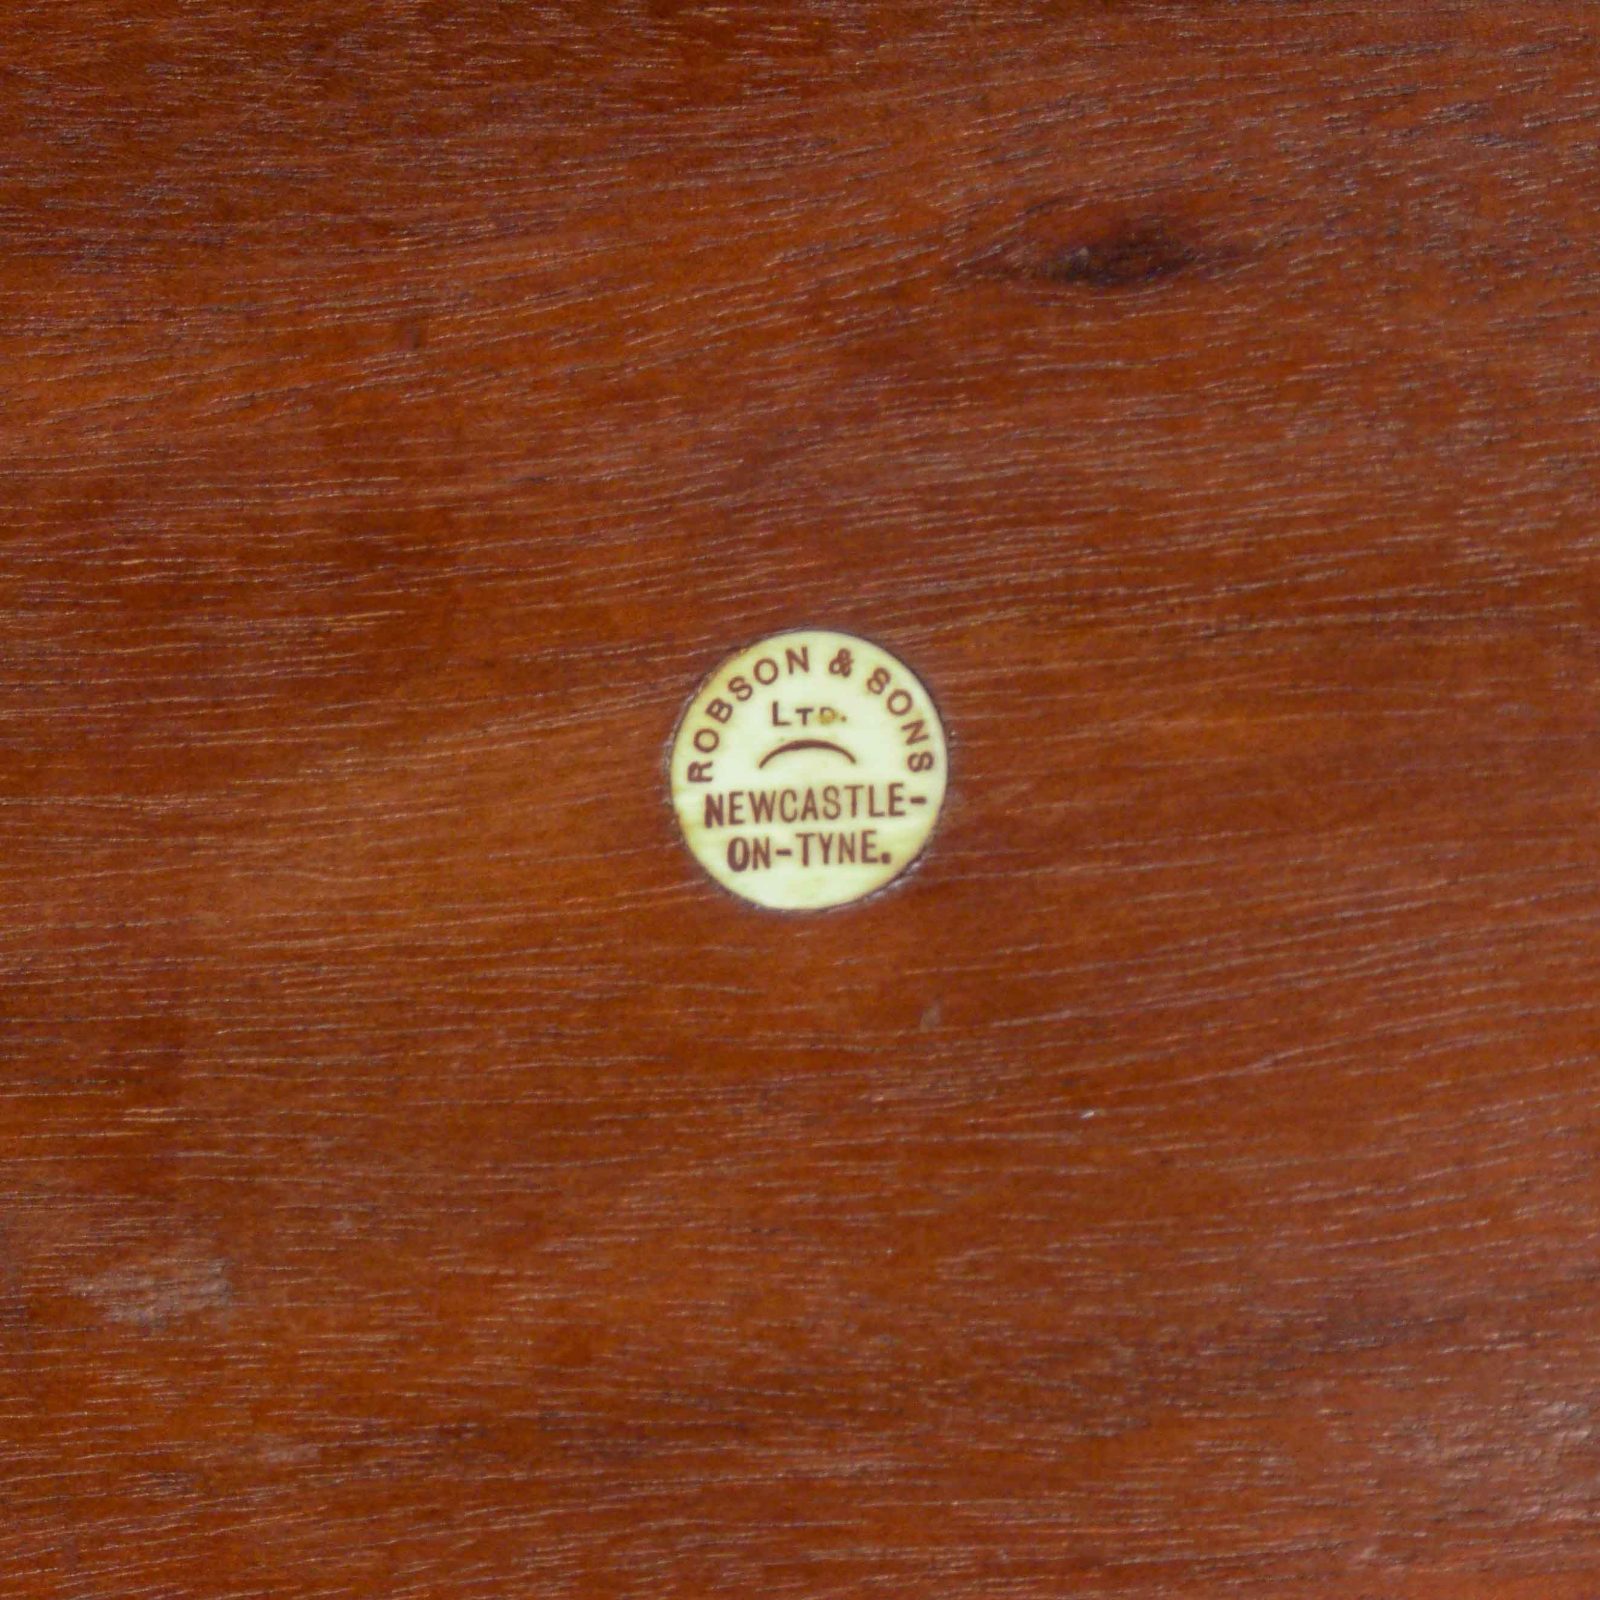 ROBSON & SONS
LTD.
NEWCASTLE-
ON-TYNE.